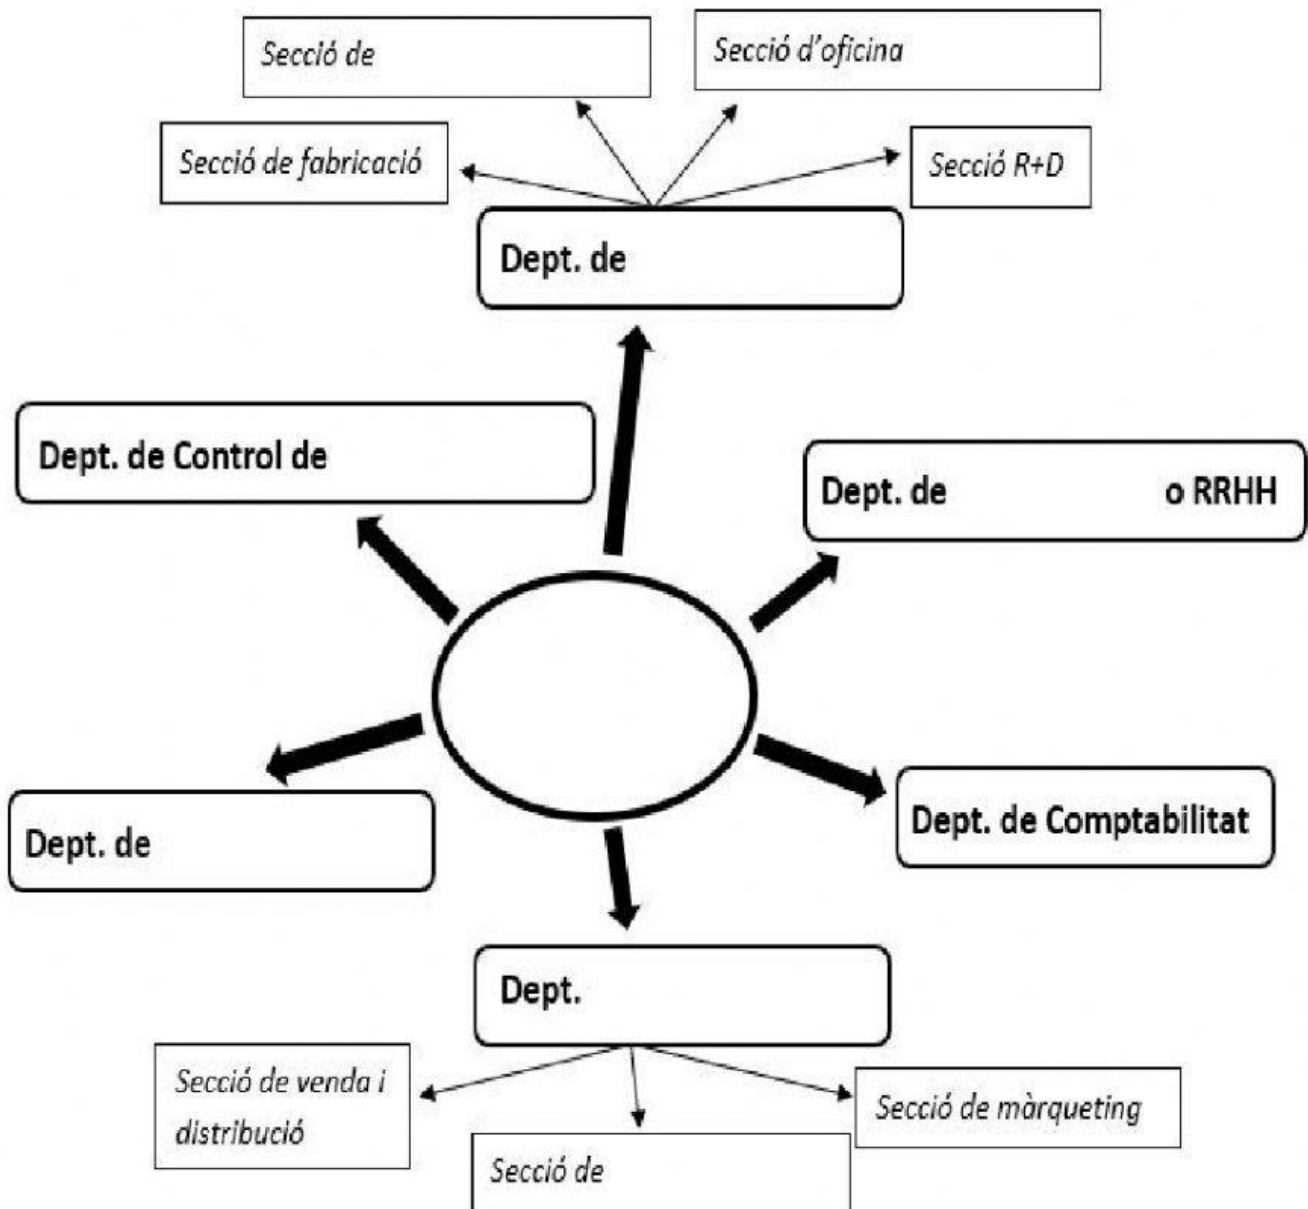 Secció de
Secció d'oficina
Secció de fabricació
Secció R+D
Dept. de
Dept. de Control de
Dept. de o RRHH
Dept. de
Dept. de Comptabilitat
Dept.
Secció de venda i
distribució
Secció de màrqueting
Secció de